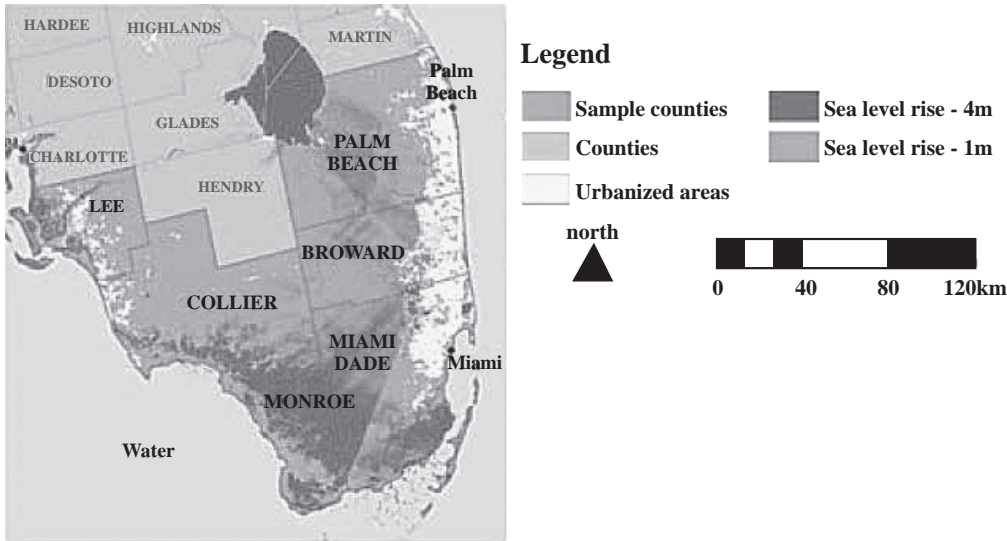 HARDEE
HIGHLANDS
MARTIN
DESOTO
Palm
Beach
GLADES
CHARLOTTE
PALM
BEACH
HENDRY
LEE
BROWARD
COLLIER
MIAMI
DADE
Miami
MONROE
Water
Legend
Sample counties
Counties
Urbanized areas
Sea level rise - 4m
Sea level rise - 1m
north
0 40 80 120km